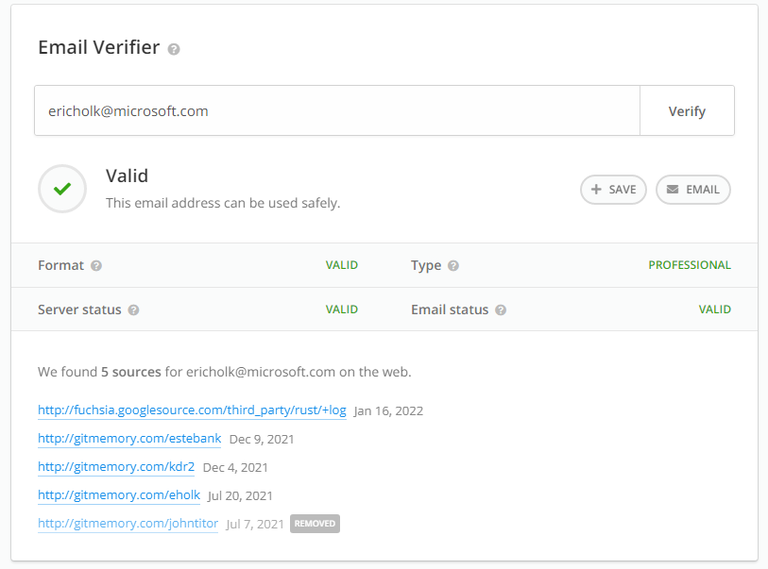 Email Verifier ?
ericholk@microsoft.com Verify
Valid
This email address can be used safely.
+ SAVE EMAIL
Format ? VALID Type ? PROFESSIONAL
Server status ? VALID Email status ? VALID
We found 5 sources for ericholk@microsoft.com on the web.
http://fuchsia.googlesource.com/third_party/rust/+log Jan 16, 2022
http://gitmemory.com/estebank Dec 9, 2021
http://gitmemory.com/kdr2 Dec 4, 2021
http://gitmemory.com/eholk Jul 20, 2021
http://gitmemory.com/johntitor Jul 7, 2021 REMOVED